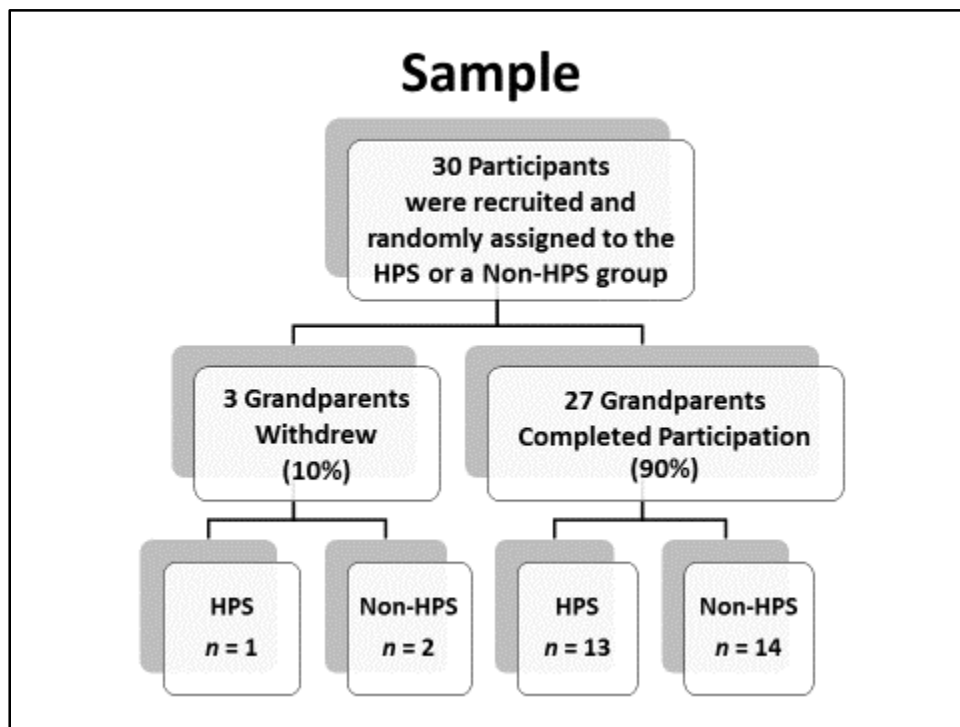 Sample
30 Participants
were recruited and
randomly assigned to the
HPS or a Non-HPS group
3 Grandparents
Withdrew
(10%)
27 Grandparents
Completed Participation
(90%)
HPS
n = 1
Non-HPS
n = 2
HPS
n = 13
Non-HPS
n = 14